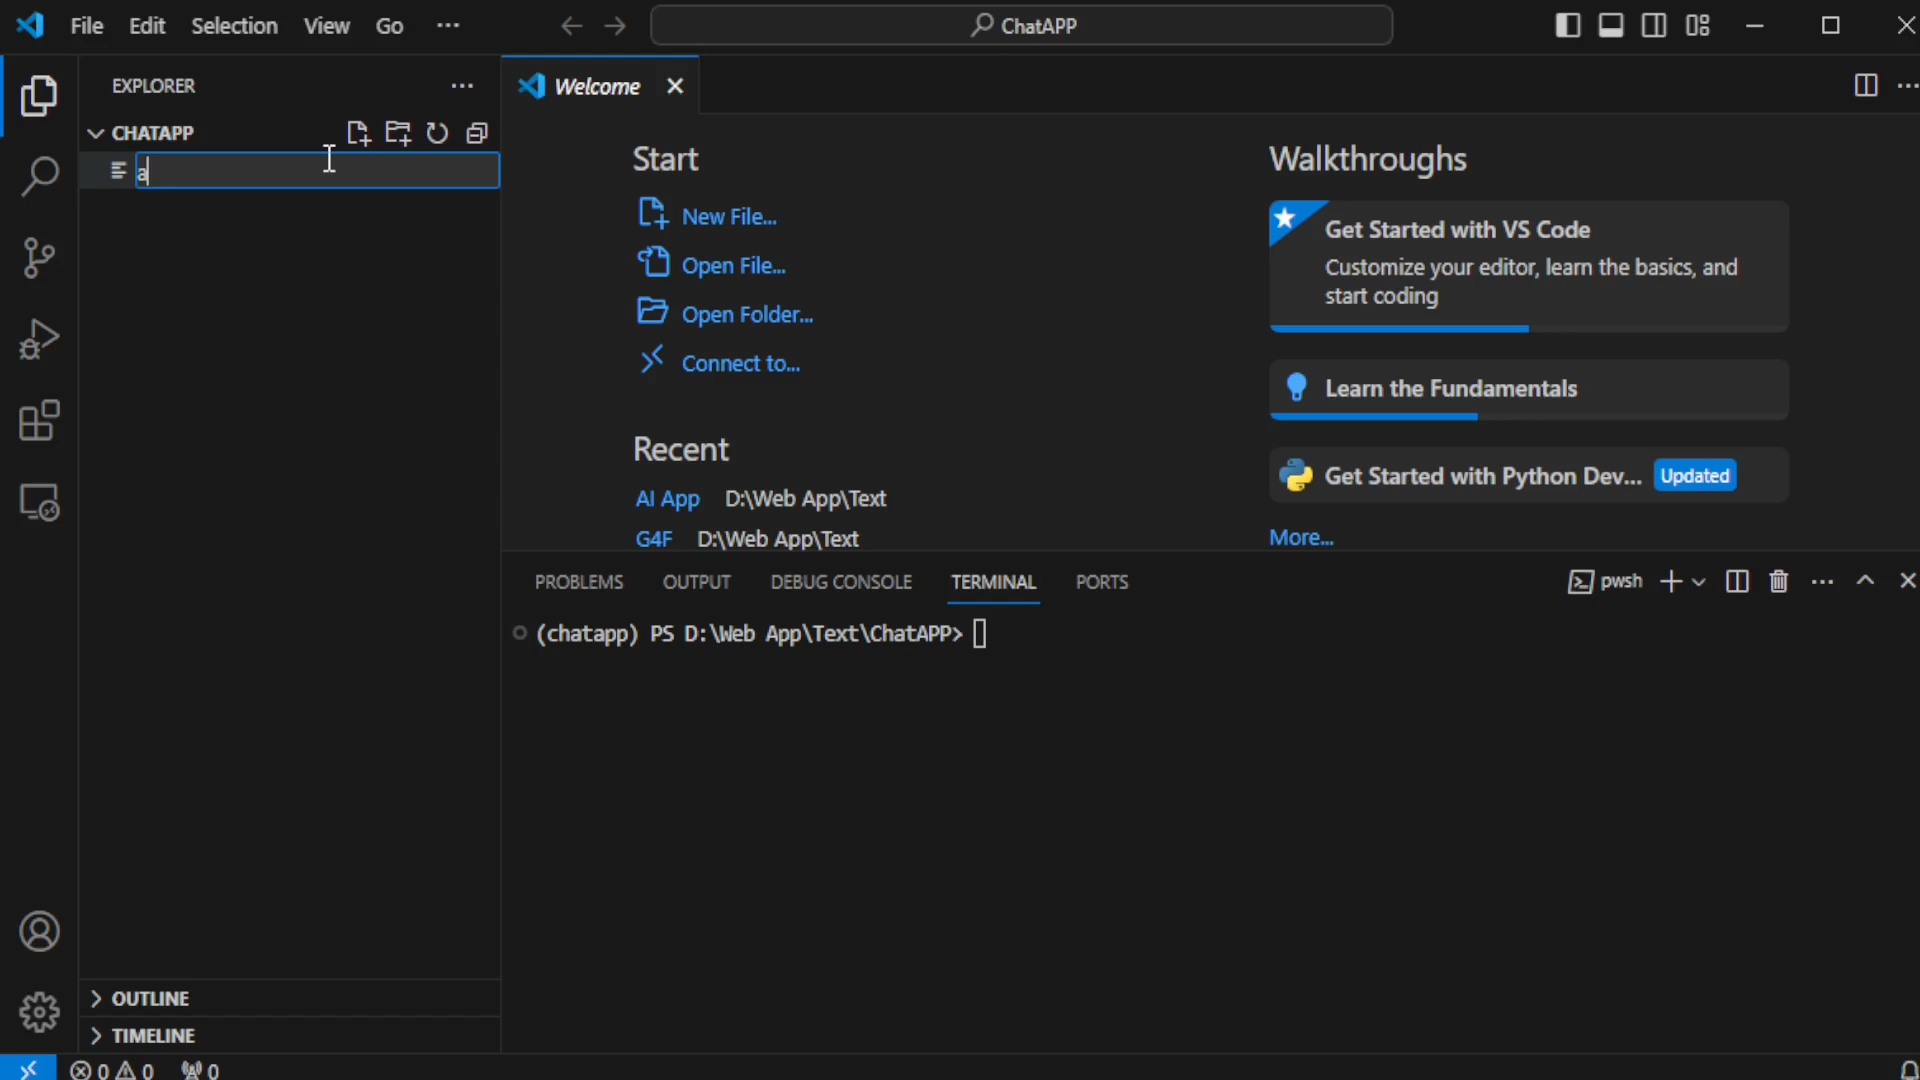 File Edit Selection View Go ··· ChatAPP
EXPLORER ···
CHATAPP
a
Welcome
Start
New File...
Open File...
Open Folder...
Connect to...
Recent
AI App D:\Web App\Text
G4F D:\Web App\Text
Walkthroughs
Get Started with VS Code
Customize your editor, learn the basics, and
start coding
Learn the Fundamentals
Get Started with Python Dev... Updated
More...
PROBLEMS OUTPUT DEBUG CONSOLE TERMINAL PORTS pwsh
(chatapp) PS D:\Web App\Text\ChatAPP>
OUTLINE
TIMELINE
0 0 0